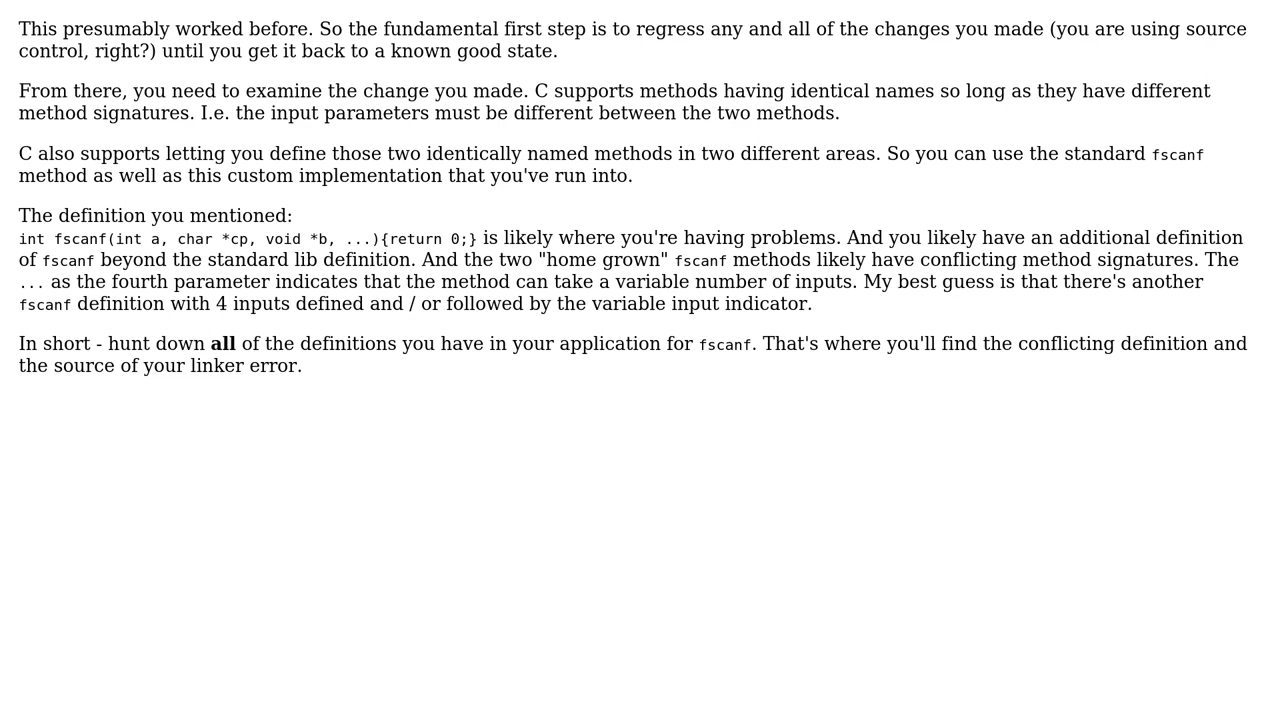 This presumably worked before. So the fundamental first step is to regress any and all of the changes you made (you are using source
control, right?) until you get it back to a known good state.
From there, you need to examine the change you made. C supports methods having identical names so long as they have different
method signatures. I.e. the input parameters must be different between the two methods.
C also supports letting you define those two identically named methods in two different areas. So you can use the standard fscanf
method as well as this custom implementation that you've run into.
The definition you mentioned:
int fscanf(int a, char *cp, void *b, ...){return 0;} is likely where you're having problems. And you likely have an additional definition
of fscanf beyond the standard lib definition. And the two "home grown" fscanf methods likely have conflicting method signatures. The
... as the fourth parameter indicates that the method can take a variable number of inputs. My best guess is that there's another
fscanf definition with 4 inputs defined and / or followed by the variable input indicator.
In short - hunt down all of the definitions you have in your application for fscanf. That's where you'll find the conflicting definition and
the source of your linker error.